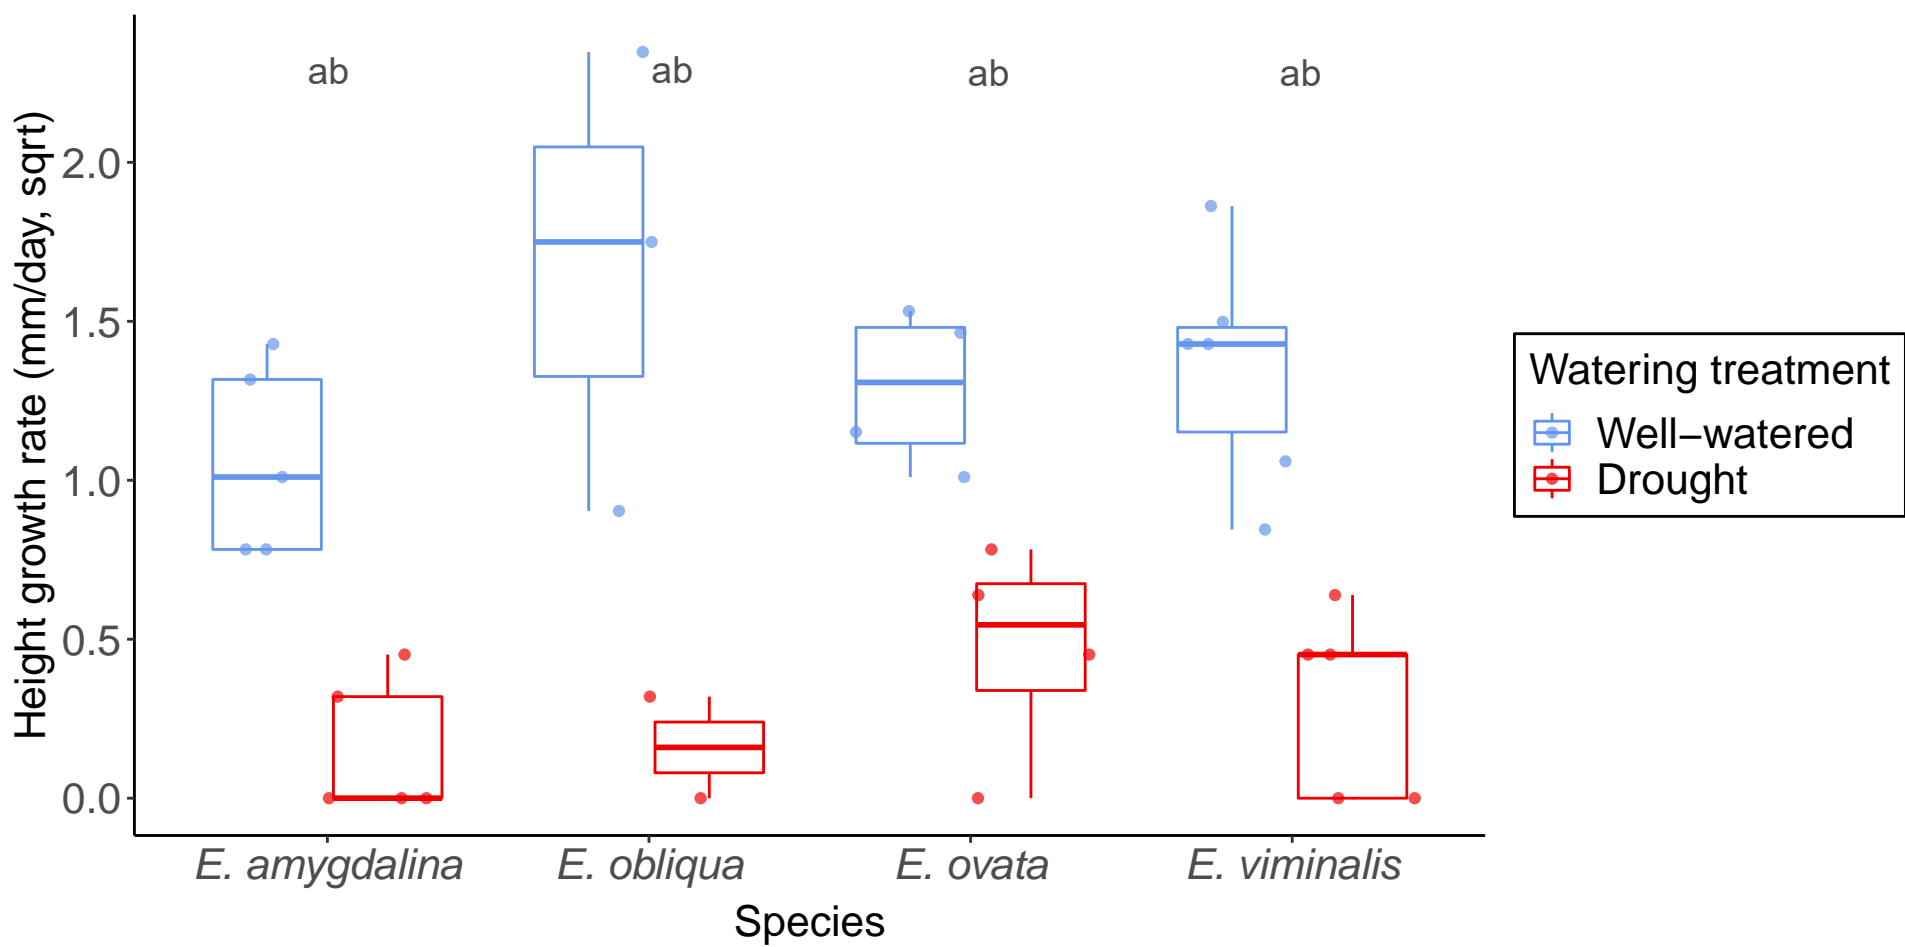 ab ab ab ab
Height growth rate (mm/day, sqrt)
2.0
1.5
1.0
0.5
0.0
E. amygdalina E. obliqua E. ovata E. viminalis
Species
Watering treatment
Well−watered
Drought